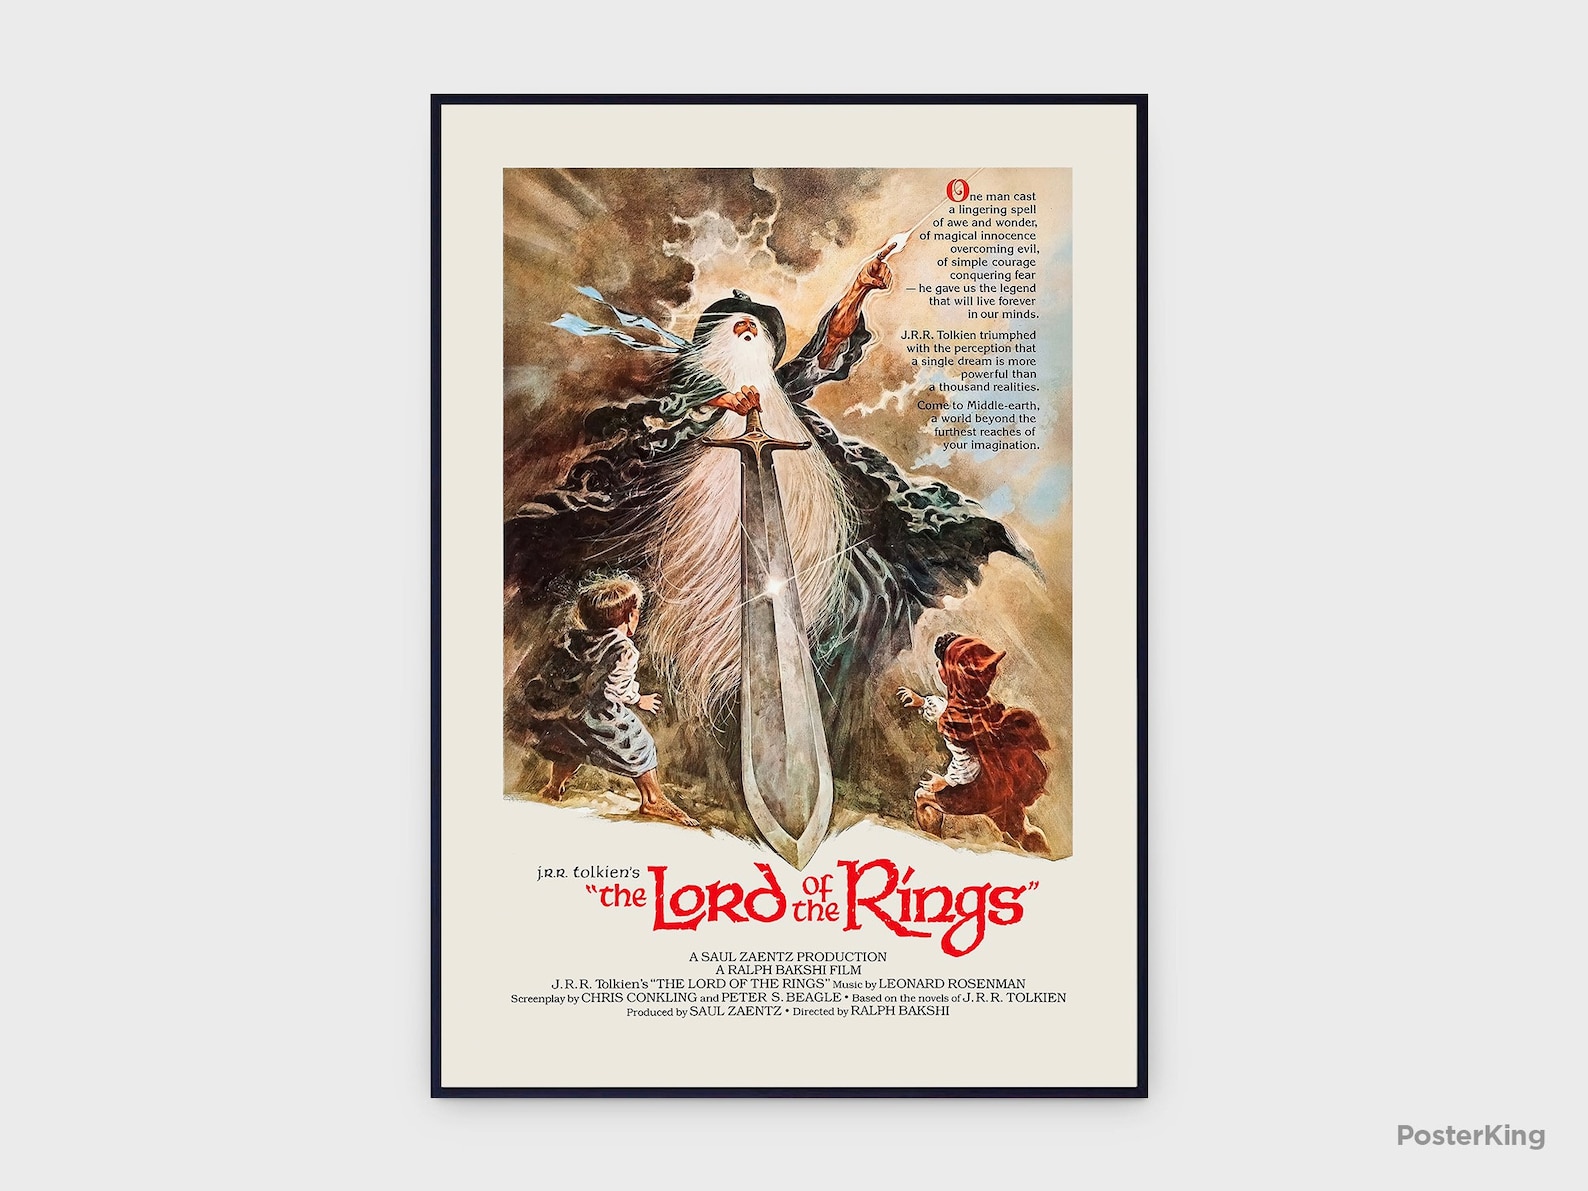 One man cast
a lingering spell
of awe and wonder,
of magical innocence
overcoming evil,
of simple courage
conquering fear
— he gave us the legend
that will live forever
in our minds.
J.R.R. Tolkien triumphed
with the perception that
a single dream is more
powerful than
a thousand realities.
Come to Middle-earth,
a world beyond the
furthest reaches of
your imagination.
J.R.R. tolkien's
"the Lord of the Rings"
A SAUL ZAENTZ PRODUCTION
A RALPH BAKSHI FILM
J.R.R. Tolkien's "THE LORD OF THE RINGS" Music by LEONARD ROSENMAN
Screenplay by CHRIS CONKLING and PETER S. BEAGLE • Based on the novels of J.R.R. TOLKIEN
Produced by SAUL ZAENTZ • Directed by RALPH BAKSHI
PosterKing